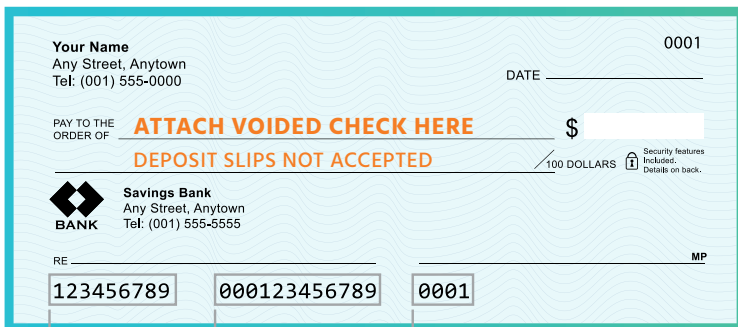 Your Name 0001
Any Street, Anytown
Tel: (001) 555-0000
DATE
PAY TO THE
ORDER OF ATTACH VOIDED CHECK HERE $
DEPOSIT SLIPS NOT ACCEPTED
/100 DOLLARS
Security features
Included.
Details on back.
Savings Bank
Any Street, Anytown
Tel: (001) 555-5555
BANK
RE MP
123456789 000123456789 0001